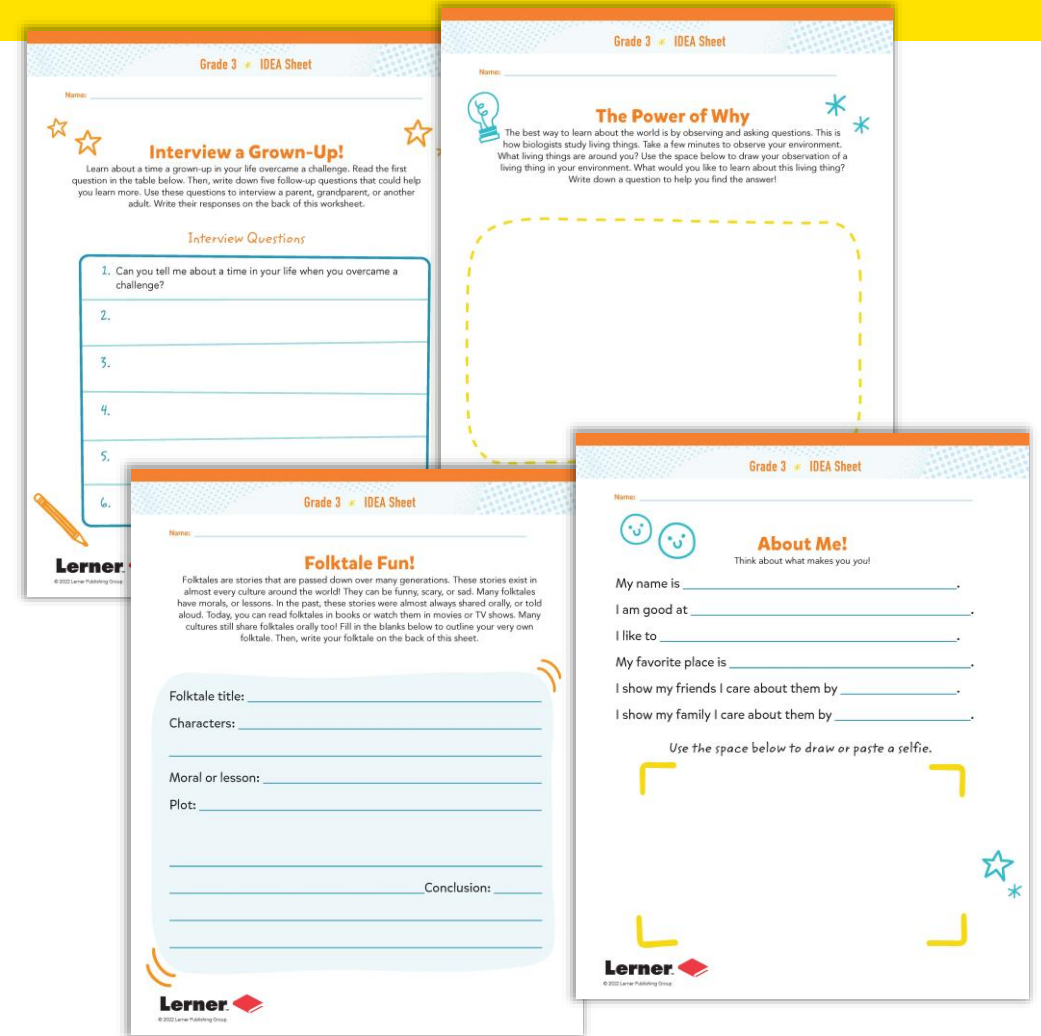 Grade 3 IDEA Sheet
Name:
Interview a Grown-Up!
Learn about a time a grown-up in your life overcame a challenge. Read the first
question in the table below. Then, write down five follow-up questions that could help
you learn more. Use these questions to interview a parent, grandparent, or another
adult. Write their responses on the back of this worksheet.
Interview Questions
1. Can you tell me about a time in your life when you overcame a
challenge?
2.
3.
4.
5.
6.
Lerner
© 2022 Lerner Publishing Group
Grade 3 IDEA Sheet
Name:
The Power of Why
The best way to learn about the world is by observing and asking questions. This is
how biologists study living things. Take a few minutes to observe your environment.
What living things are around you? Use the space below to draw your observation of a
living thing in your environment. What would you like to learn about this living thing?
Write down a question to help you find the answer!
Grade 3 IDEA Sheet
Name:
Folktale Fun!
Folktales are stories that are passed down over many generations. These stories exist in
almost every culture around the world! They can be funny, scary, or sad. Many folktales
have morals, or lessons. In the past, these stories were almost always shared orally, or told
aloud. Today, you can read folktales in books or watch them in movies or TV shows. Many
cultures still share folktales orally too! Fill in the blanks below to outline your very own
folktale. Then, write your folktale on the back of this sheet.
Folktale title:
Characters:
Moral or lesson:
Plot:
Conclusion:
Lerner
© 2022 Lerner Publishing Group
Grade 3 IDEA Sheet
Name:
About Me!
Think about what makes you you!
My name is .
I am good at .
I like to .
My favorite place is .
I show my friends I care about them by .
I show my family I care about them by .
Use the space below to draw or paste a selfie.
Lerner
© 2022 Lerner Publishing Group